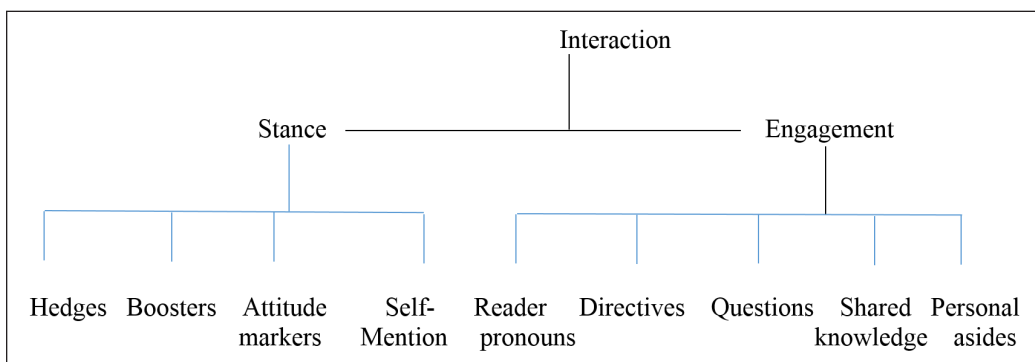 Interaction
Stance Engagement
Hedges Boosters Attitude Self- Reader Directives Questions Shared Personal
markers Mention pronouns knowledge asides